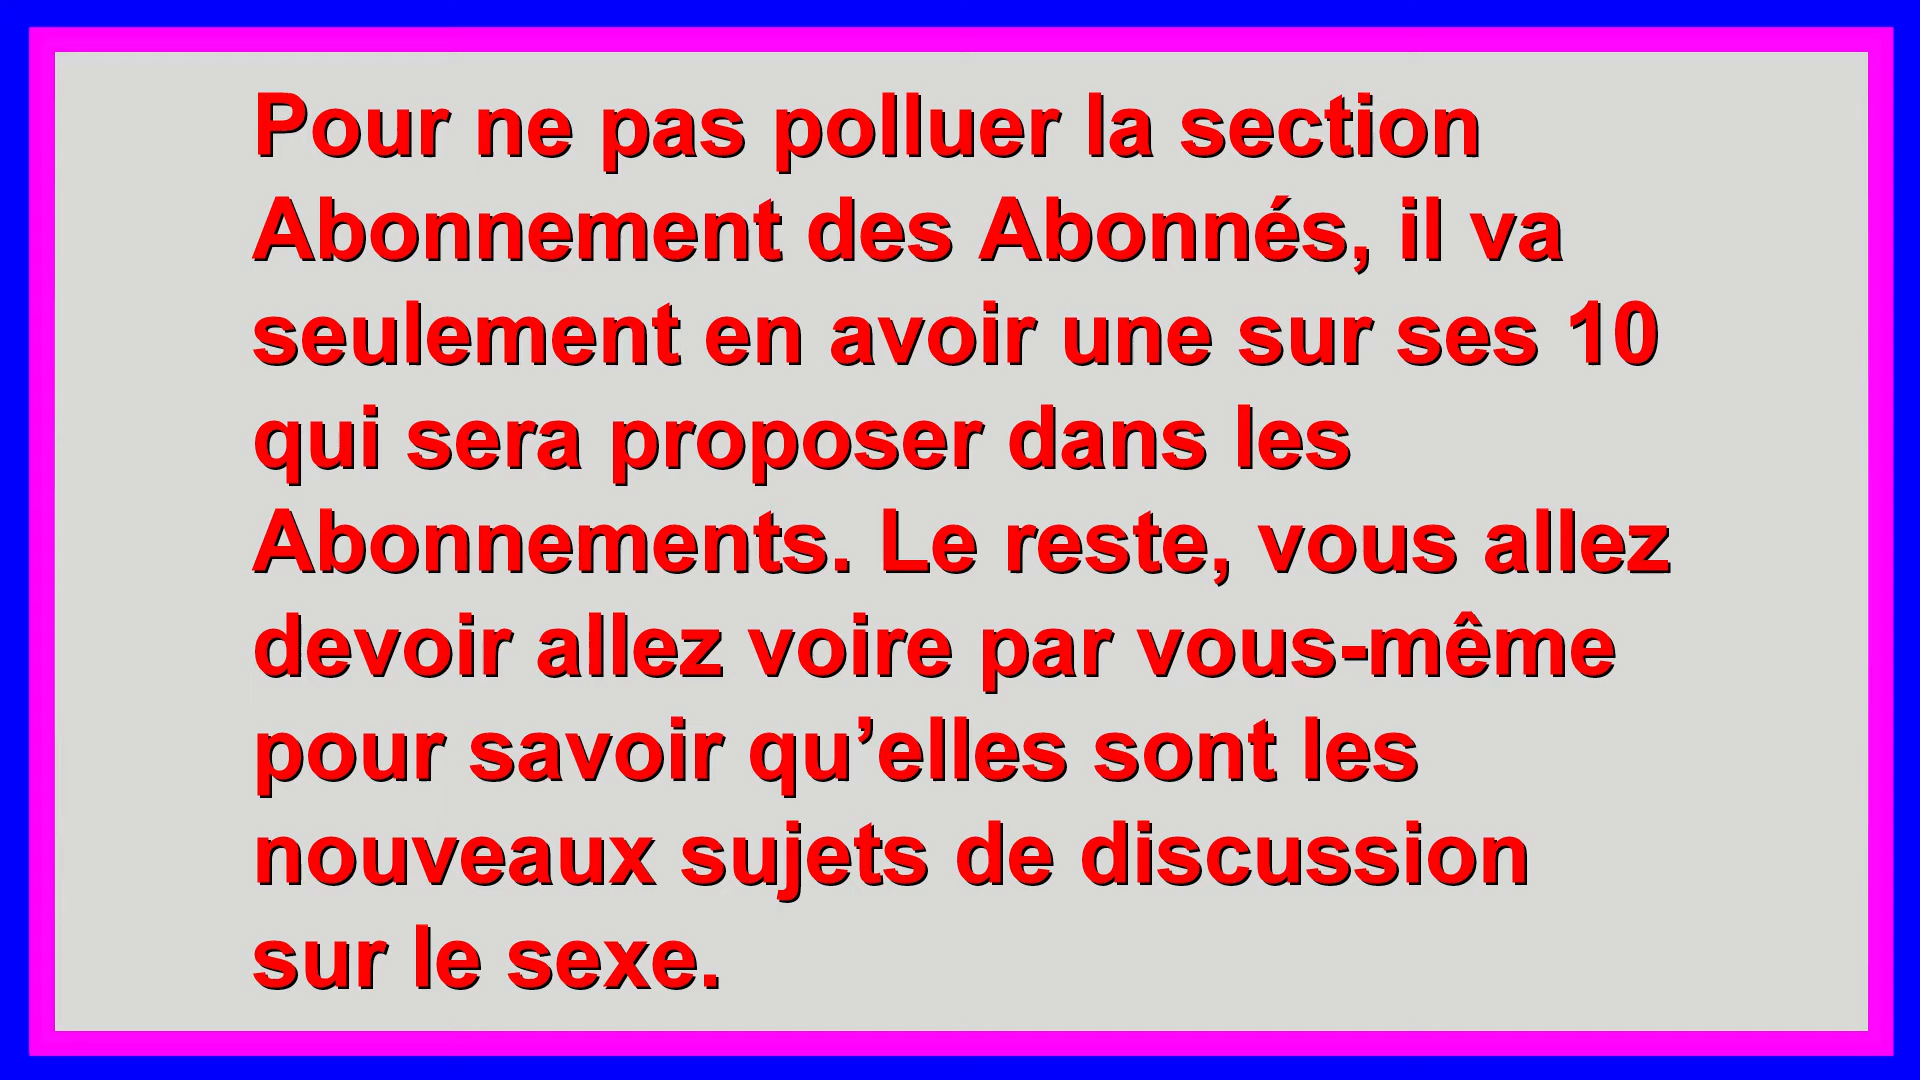 Pour ne pas polluer la section
Abonnement des Abonnés, il va
seulement en avoir une sur ses 10
qui sera proposer dans les
Abonnements. Le reste, vous allez
devoir allez voire par vous-même
pour savoir qu’elles sont les
nouveaux sujets de discussion
sur le sexe.